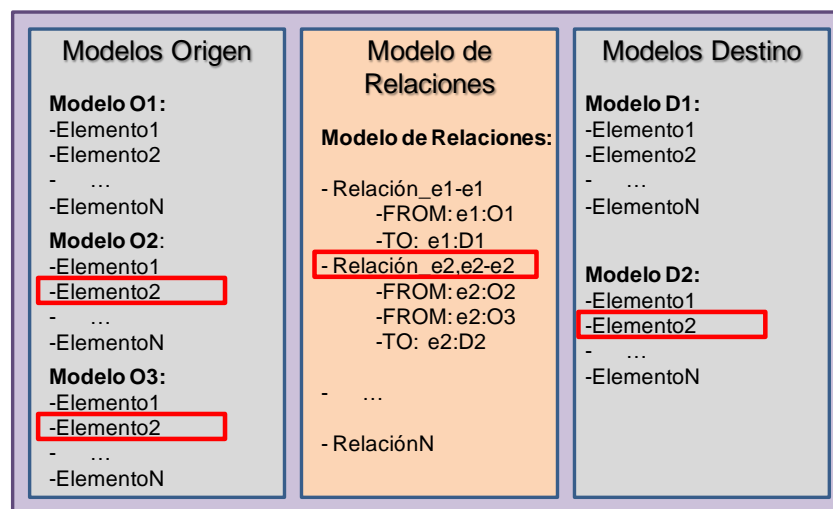 Modelos Origen
Modelo O1:
-Elemento1
-Elemento2
- …
-ElementoN
Modelo O2:
-Elemento1
-Elemento2
- …
-ElementoN
Modelo O3:
-Elemento1
-Elemento2
- …
-ElementoN
Modelo de
Relaciones
Modelo de Relaciones:
- Relación_e1-e1
-FROM: e1:O1
-TO: e1:D1
- Relación_e2,e2-e2
-FROM: e2:O2
-FROM: e2:O3
-TO: e2:D2
- …
- RelaciónN
Modelos Destino
Modelo D1:
-Elemento1
-Elemento2
- …
-ElementoN
Modelo D2:
-Elemento1
-Elemento2
- …
-ElementoN